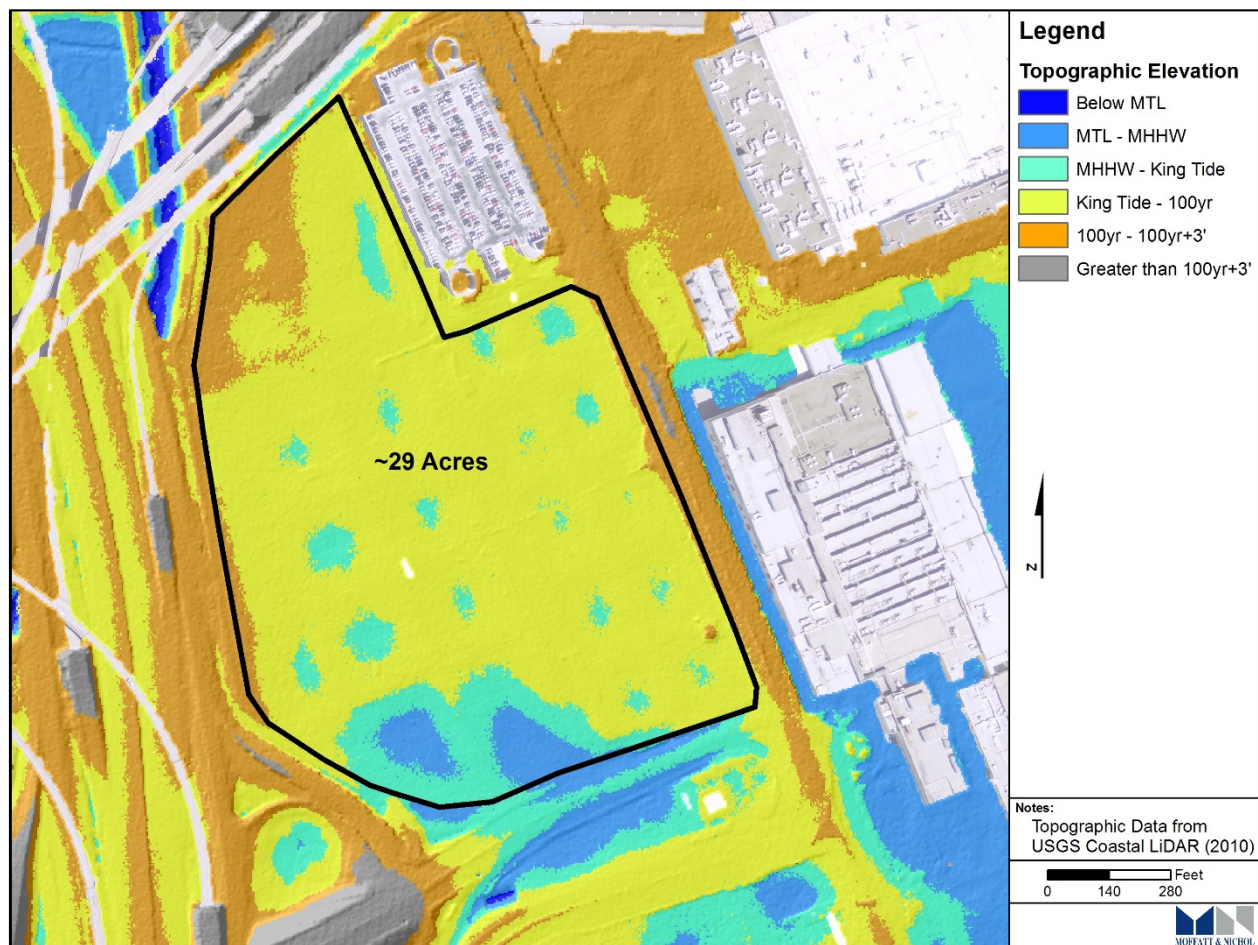 ~29 Acres
Legend
Topographic Elevation
Below MTL
MTL - MHHW
MHHW - King Tide
King Tide - 100yr
100yr - 100yr+3'
Greater than 100yr+3'
N
Notes:
Topographic Data from
USGS Coastal LiDAR (2010)
Feet
0 140 280
MOFFATT & NICHOL